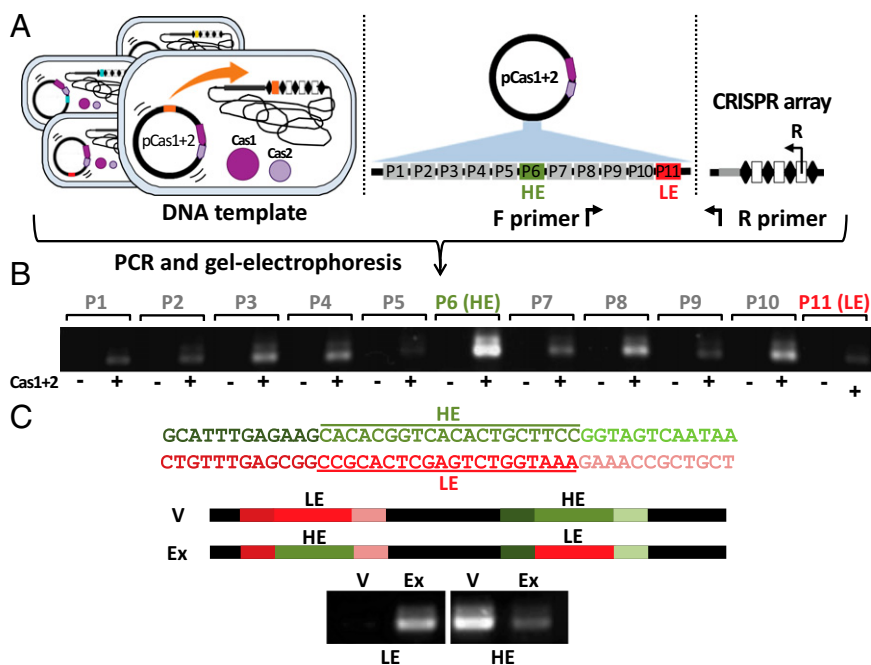 A
pCas1+2
Cas1
Cas2
DNA template
pCas1+2
P1 P2 P3 P4 P5 P6 P7 P8 P9 P10 P11
HE LE
F primer
CRISPR array
R
R primer
PCR and gel-electrophoresis
B
P1 P2 P3 P4 P5 P6 (HE) P7 P8 P9 P10 P11 (LE)
Cas1+2 - + - + - + - + - + - + - + - + - + - + - +
C
HE
GCATTTGAGAAGCACACGGTCACACTGCTTCCGGTAGTCAATAA
CTGTTTGAGCGGCCGCACTCGAGTCTGGTAAAGAAACCGCTGCT
LE
LE HE
V
HE LE
Ex
V Ex V Ex
LE HE